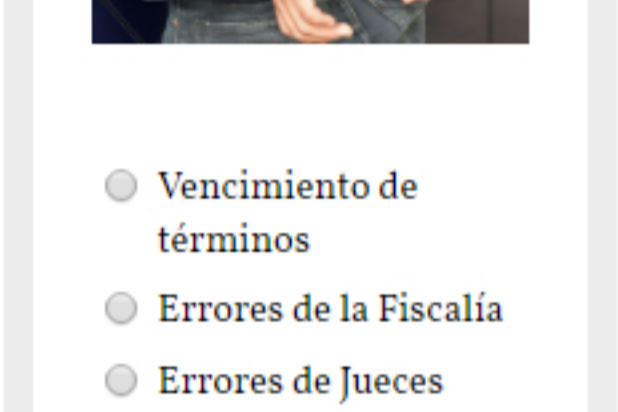 Vencimiento de
términos
Errores de la Fiscalía
Errores de Jueces